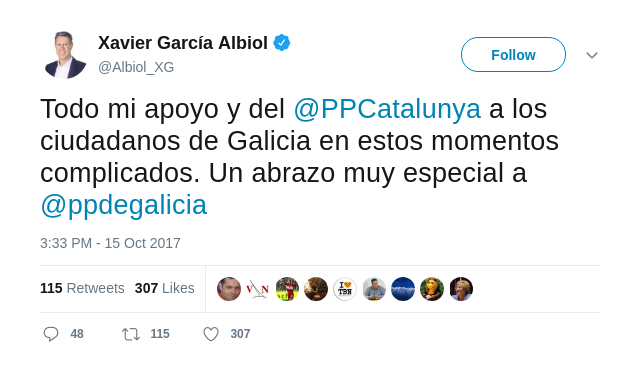 Xavier García Albiol
@Albiol_XG
Follow
Todo mi apoyo y del @PPCatalunya a los
ciudadanos de Galicia en estos momentos
complicados. Un abrazo muy especial a
@ppdegalicia
3:33 PM - 15 Oct 2017
115 Retweets 307 Likes
V N
I TBN
48 115 307